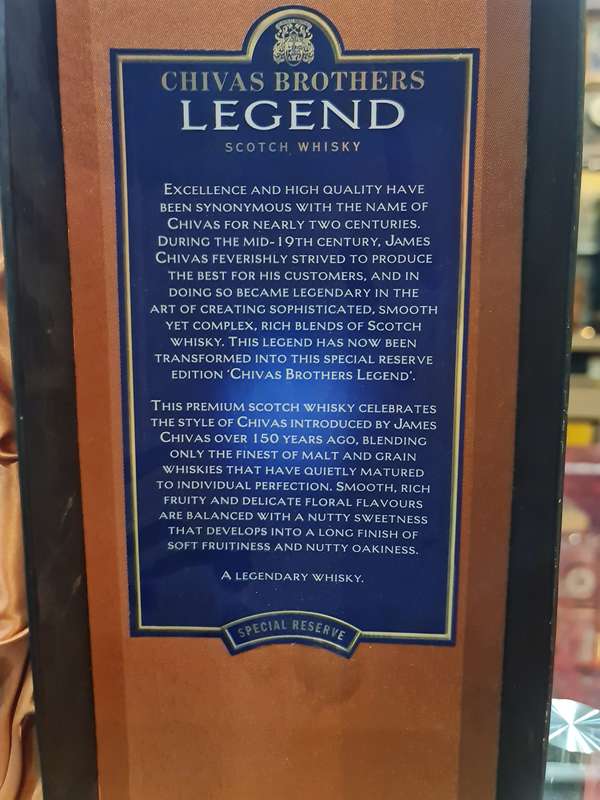 CHIVAS BROTHERS
LEGEND
SCOTCH WHISKY
EXCELLENCE AND HIGH QUALITY HAVE
BEEN SYNONYMOUS WITH THE NAME OF
CHIVAS FOR NEARLY TWO CENTURIES.
DURING THE MID-19TH CENTURY, JAMES
CHIVAS FEVERISHLY STRIVED TO PRODUCE
THE BEST FOR HIS CUSTOMERS, AND IN
DOING SO BECAME LEGENDARY IN THE
ART OF CREATING SOPHISTICATED, SMOOTH
YET COMPLEX, RICH BLENDS OF SCOTCH
WHISKY. THIS LEGEND HAS NOW BEEN
TRANSFORMED INTO THIS SPECIAL RESERVE
EDITION 'CHIVAS BROTHERS LEGEND'.
THIS PREMIUM SCOTCH WHISKY CELEBRATES
THE STYLE OF CHIVAS INTRODUCED BY JAMES
CHIVAS OVER 150 YEARS AGO, BLENDING
ONLY THE FINEST OF MALT AND GRAIN
WHISKIES THAT HAVE QUIETLY MATURED
TO INDIVIDUAL PERFECTION. SMOOTH, RICH
FRUITY AND DELICATE FLORAL FLAVOURS
ARE BALANCED WITH A NUTTY SWEETNESS
THAT DEVELOPS INTO A LONG FINISH OF
SOFT FRUITINESS AND NUTTY OAKINESS.
A LEGENDARY WHISKY.
SPECIAL RESERVE